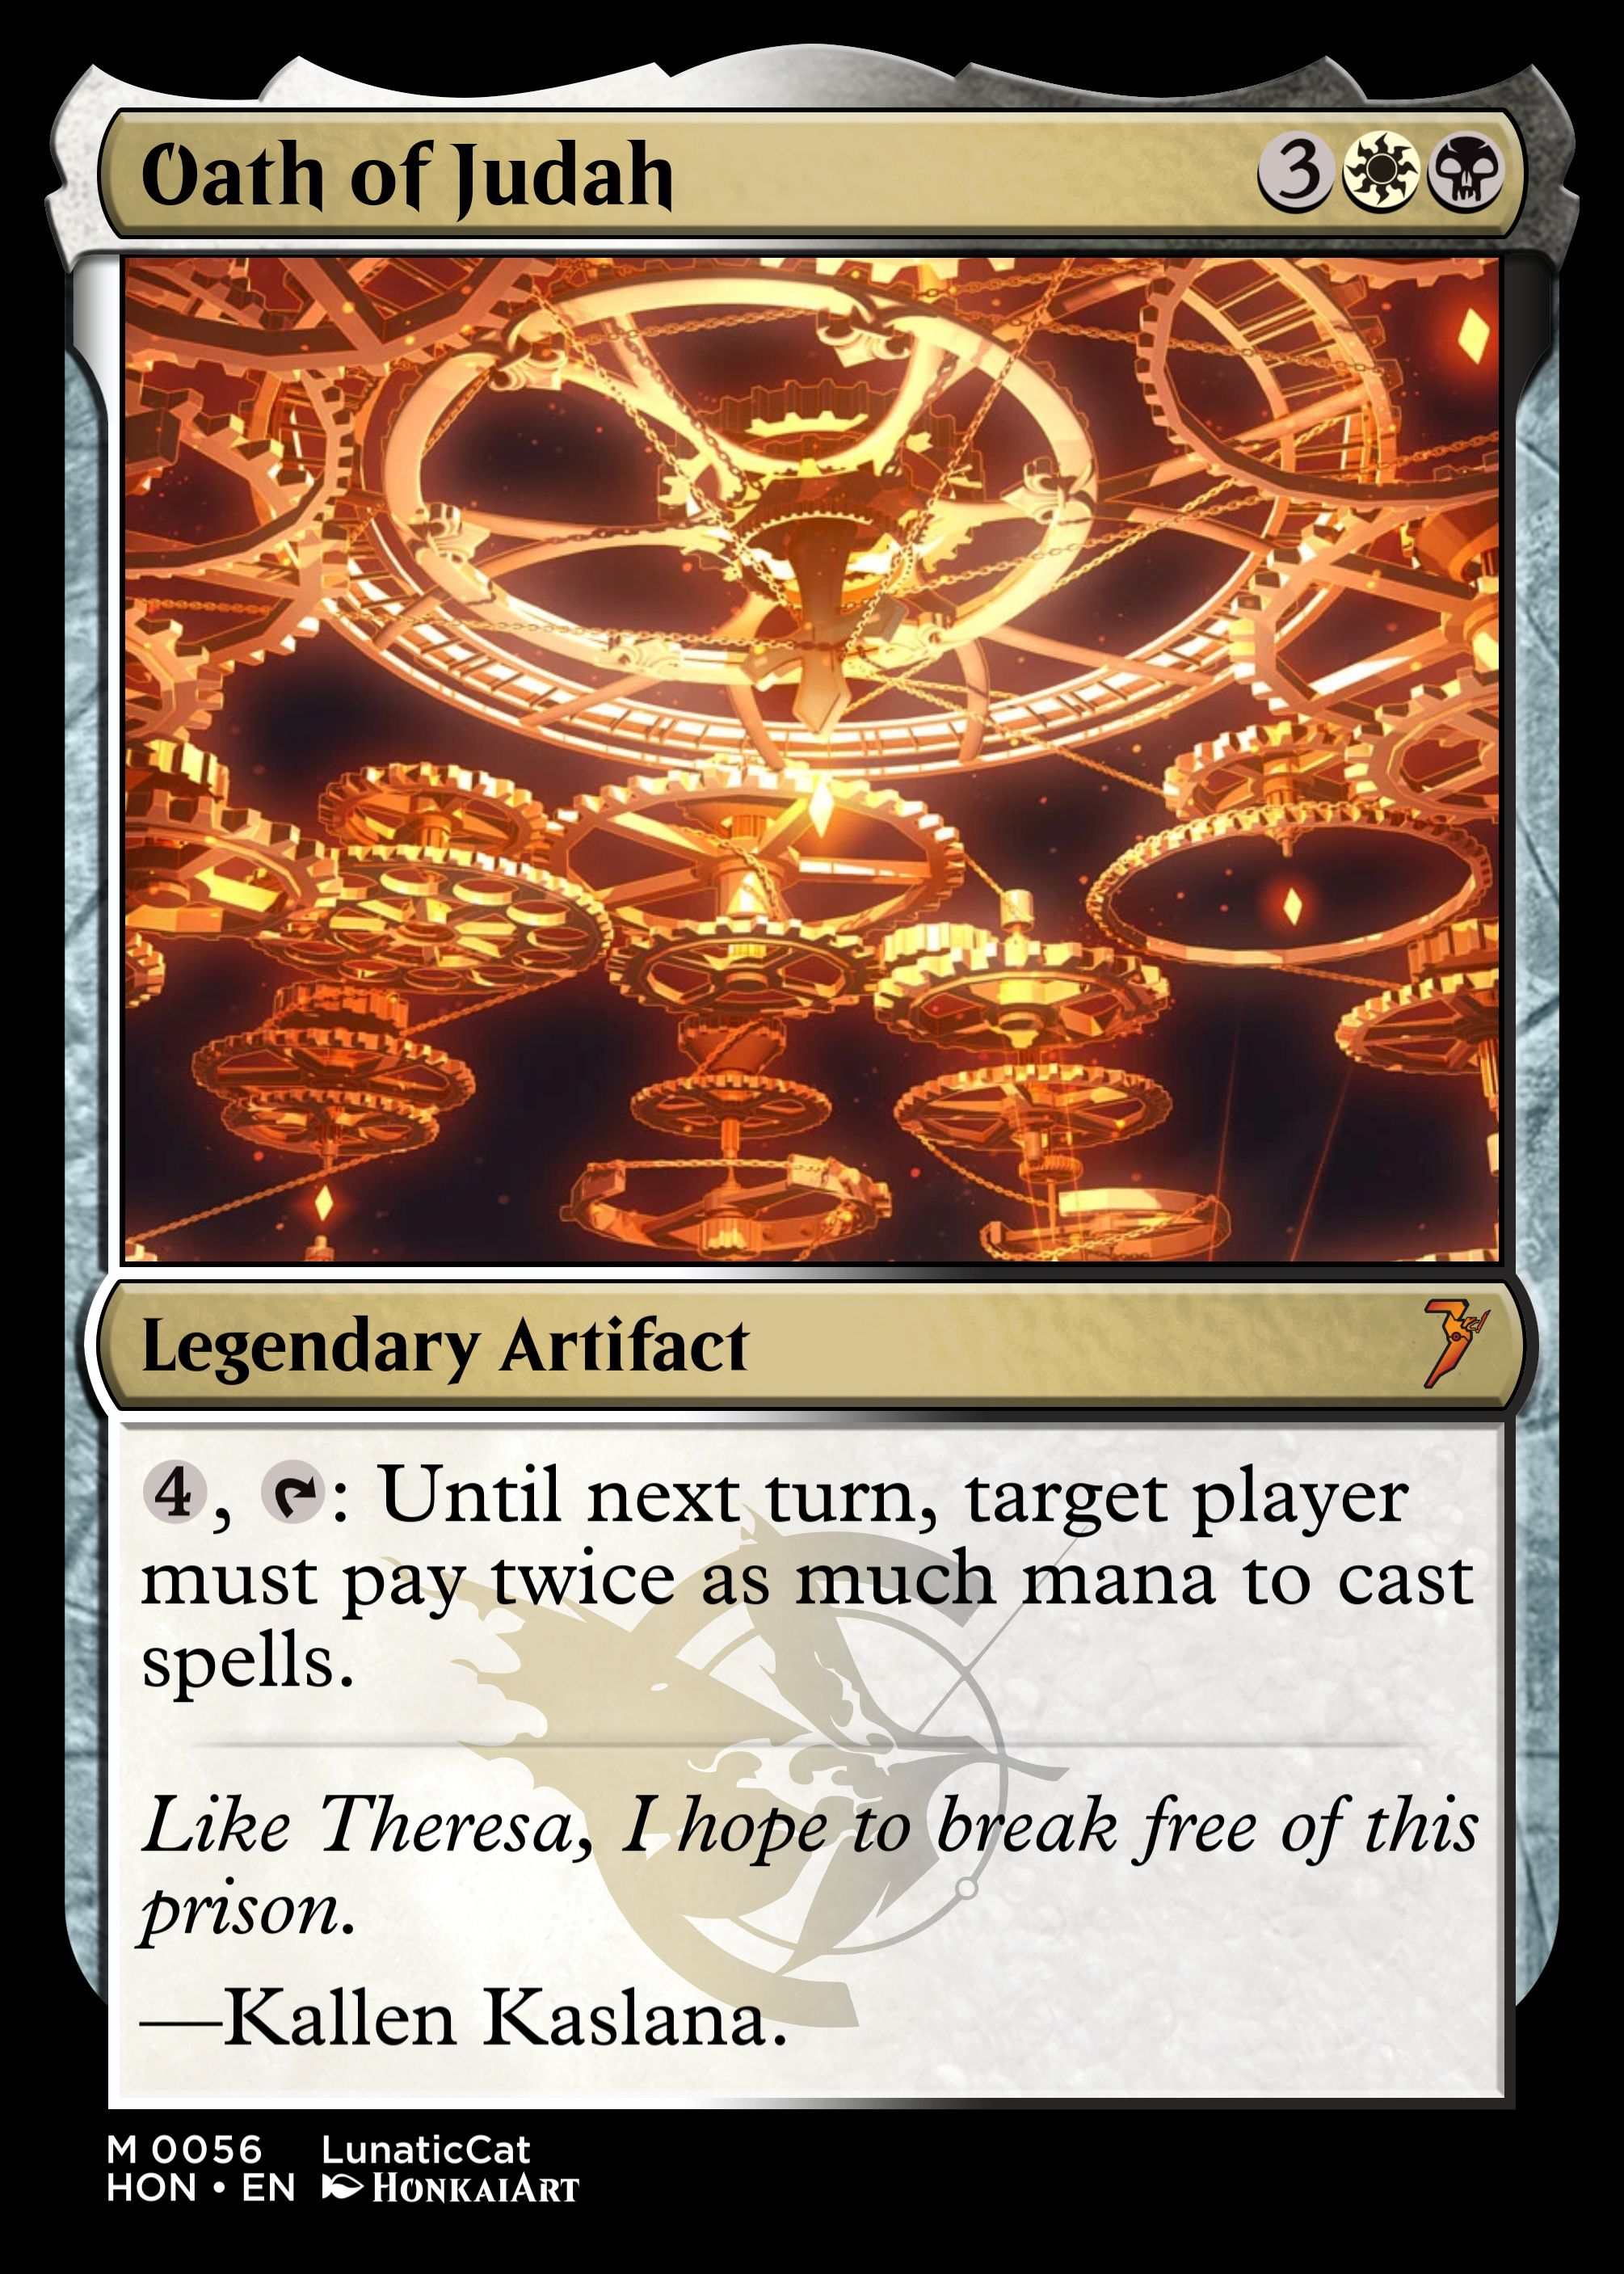 Oath of Judah 3
Legendary Artifact 3rd
4, : Until next turn, target player
must pay twice as much mana to cast
spells.
Like Theresa, I hope to break free of this
prison.
—Kallen Kaslana.
M 0056 LunaticCat
HON • EN HonkaiArt